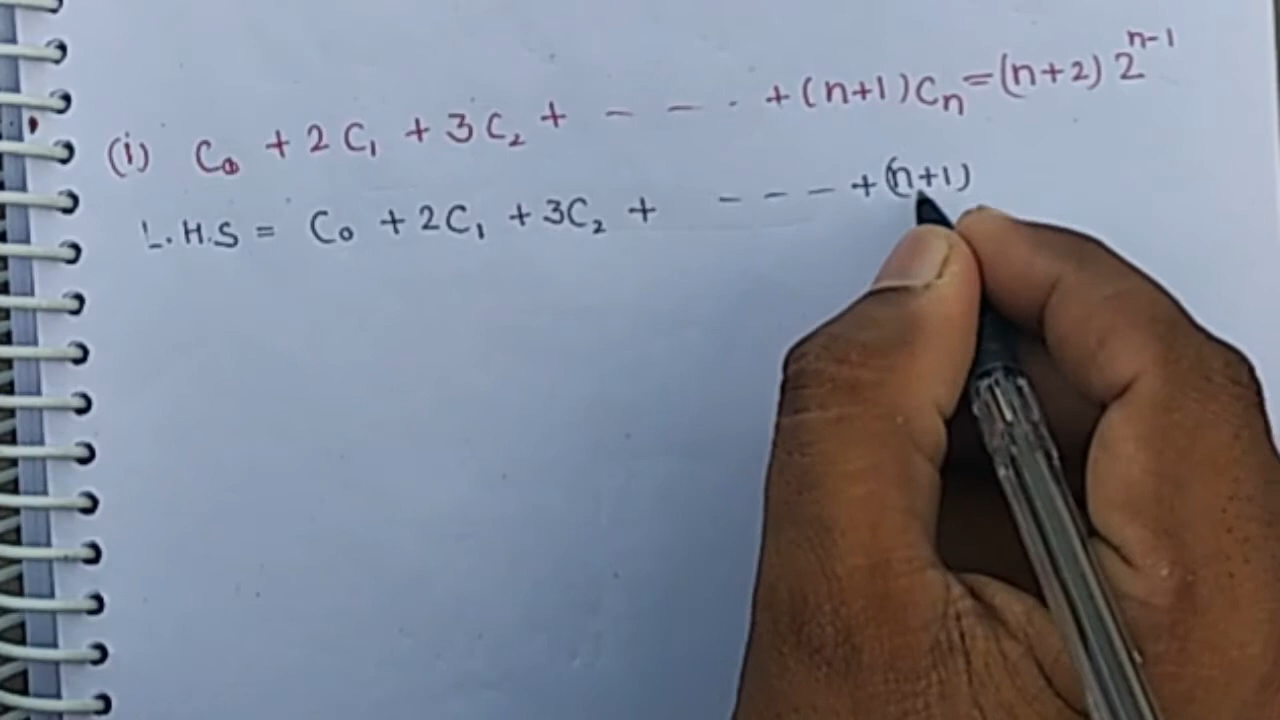 (i) C₀ + 2C₁ + 3C₂ + - - . + (n+1)Cₙ = (n+2) 2ⁿ⁻¹
L.H.S = C₀ + 2C₁ + 3C₂ + - - - + (n+1)